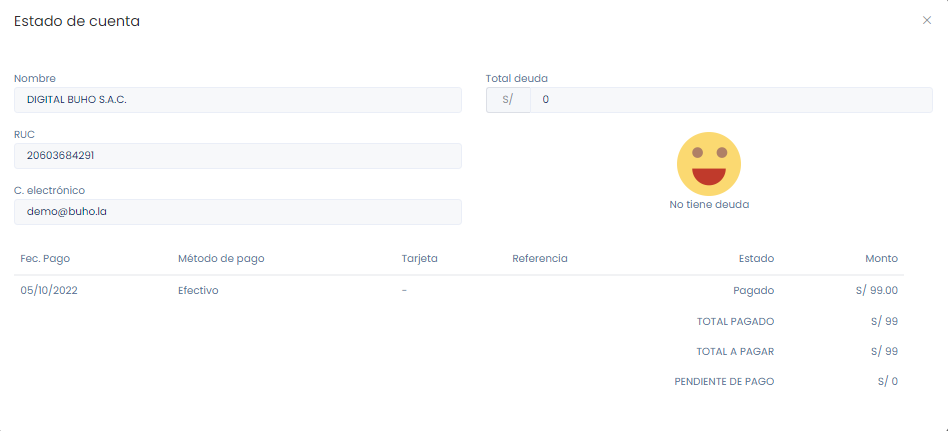 Estado de cuenta
Nombre
DIGITAL BUHO S.A.C.
Total deuda
S/ 0
RUC
20603684291
C. electrónico
demo@buho.la
No tiene deuda
Fec. Pago Método de pago Tarjeta Referencia Estado Monto
05/10/2022 Efectivo - Pagado S/ 99.00
TOTAL PAGADO S/ 99
TOTAL A PAGAR S/ 99
PENDIENTE DE PAGO S/ 0